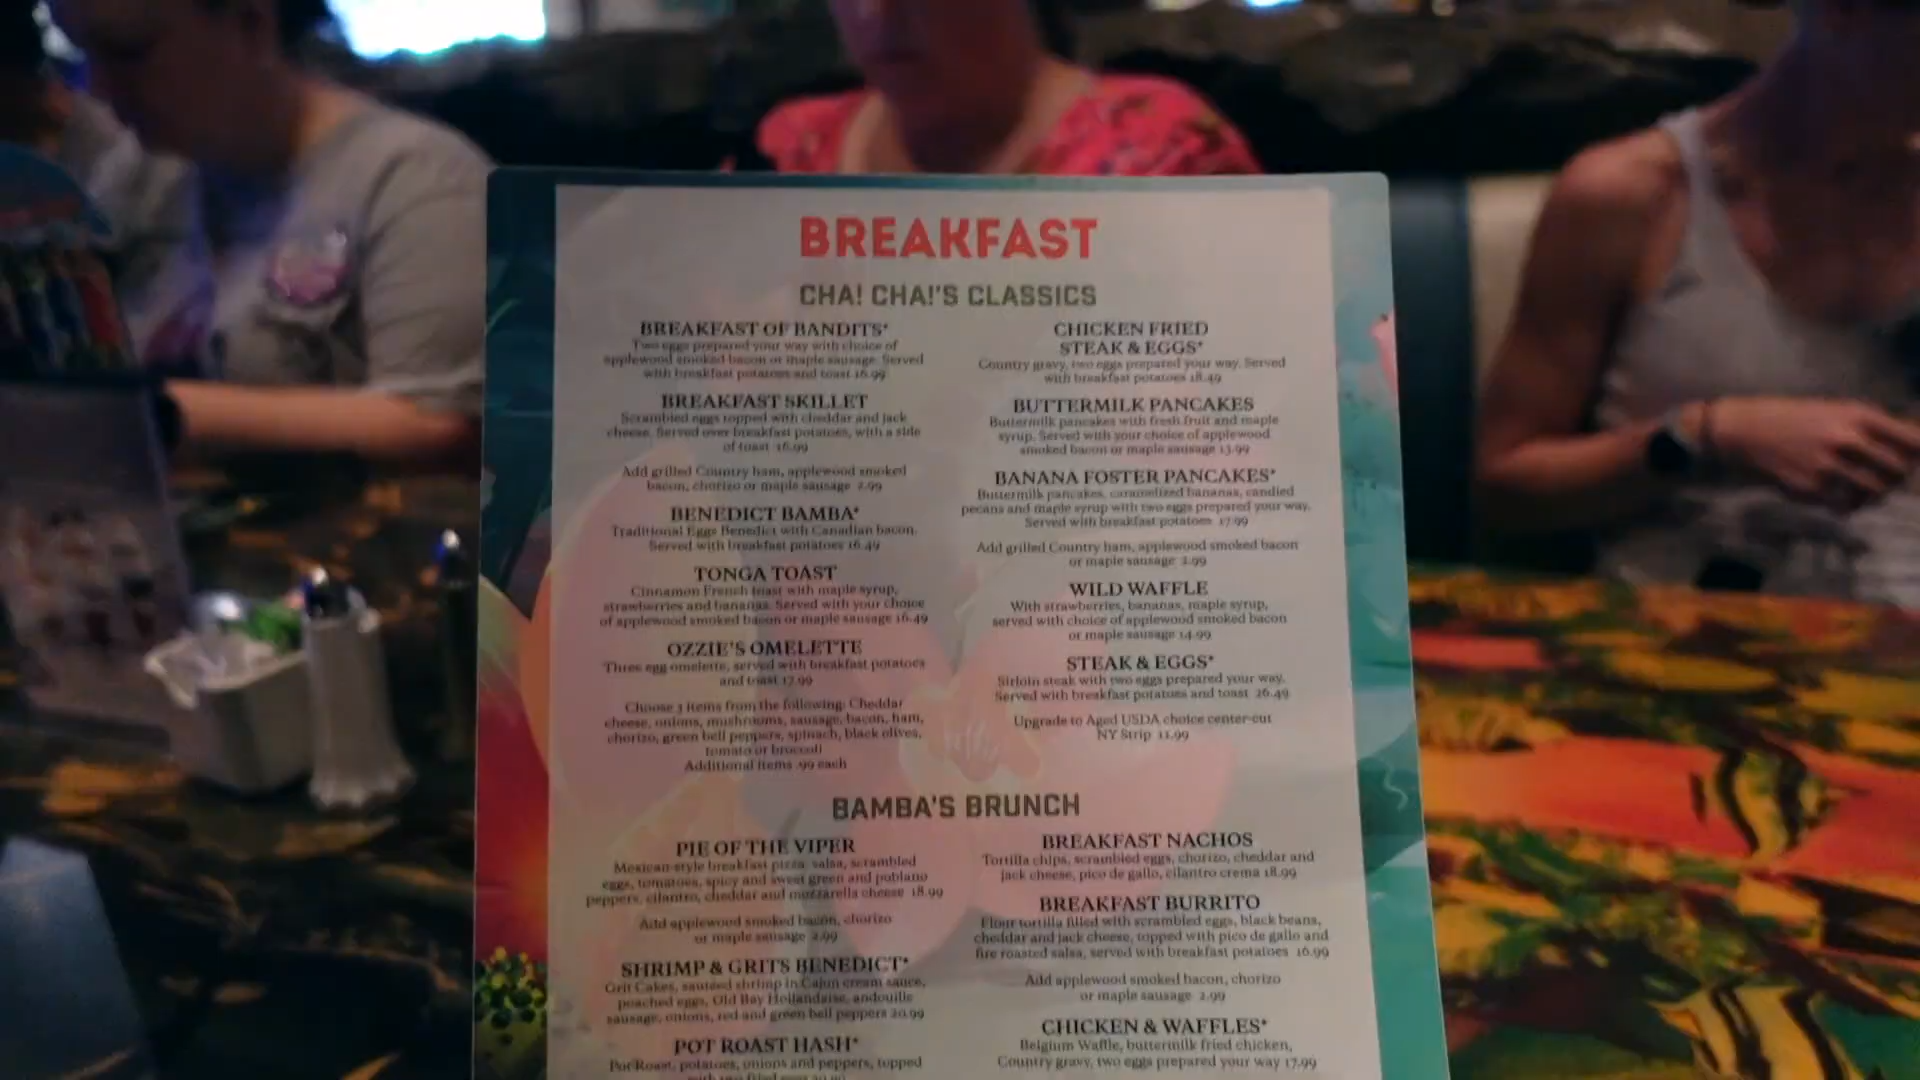 BREAKFAST
CHA! CHA!'S CLASSICS
BREAKFAST OF BANDITS*
Two eggs prepared your way with choice of
applewood smoked bacon or maple sausage. Served
with breakfast potatoes and toast 16.99
BREAKFAST SKILLET
Scrambled eggs topped with cheddar and jack
cheese. Served over breakfast potatoes, with a side
of toast 16.99
Add grilled Country ham, applewood smoked
bacon, chorizo or maple sausage 2.99
BENEDICT BAMBA*
Traditional Eggs Benedict with Canadian bacon.
Served with breakfast potatoes 16.49
TONGA TOAST
Cinnamon French toast with maple syrup,
strawberries and bananas. Served with your choice
of applewood smoked bacon or maple sausage 16.49
OZZIE'S OMELETTE
Three egg omelette, served with breakfast potatoes
and toast 17.99
Choose 3 items from the following: Cheddar
cheese, onions, mushrooms, sausage, bacon, ham,
chorizo, green bell peppers, spinach, black olives,
tomato or broccoli
Additional items .99 each
CHICKEN FRIED
STEAK & EGGS*
Country gravy, two eggs prepared your way. Served
with breakfast potatoes 18.49
BUTTERMILK PANCAKES
Buttermilk pancakes with fresh fruit and maple
syrup. Served with your choice of applewood
smoked bacon or maple sausage 13.99
BANANA FOSTER PANCAKES*
Buttermilk pancakes, caramelized bananas, candied
pecans and maple syrup with two eggs prepared your way.
Served with breakfast potatoes 17.99
Add grilled Country ham, applewood smoked bacon
or maple sausage 2.99
WILD WAFFLE
With strawberries, bananas, maple syrup,
served with choice of applewood smoked bacon
or maple sausage 14.99
STEAK & EGGS*
Sirloin steak with two eggs prepared your way.
Served with breakfast potatoes and toast 26.49
Upgrade to Aged USDA choice center-cut
NY Strip 11.99
BAMBA'S BRUNCH
PIE OF THE VIPER
Mexican-style breakfast pizza: salsa, scrambled
eggs, tomatoes, spicy and sweet green and poblano
peppers, cilantro, cheddar and mozzarella cheese 18.99
Add applewood smoked bacon, chorizo
or maple sausage 2.99
SHRIMP & GRITS BENEDICT*
Grit Cakes, sauteed shrimp in Cajun cream sauce,
poached eggs, Old Bay Hollandaise, andouille
sausage, onions, red and green bell peppers 20.99
POT ROAST HASH*
Pot Roast, potatoes, onions and peppers, topped
with two fried eggs
BREAKFAST NACHOS
Tortilla chips, scrambled eggs, chorizo, cheddar and
jack cheese, pico de gallo, cilantro crema 18.99
BREAKFAST BURRITO
Flour tortilla filled with scrambled eggs, black beans,
cheddar and jack cheese, topped with pico de gallo and
fire roasted salsa, served with breakfast potatoes 16.99
Add applewood smoked bacon, chorizo
or maple sausage 2.99
CHICKEN & WAFFLES*
Belgium Waffle, buttermilk fried chicken,
Country gravy, two eggs prepared your way 17.99